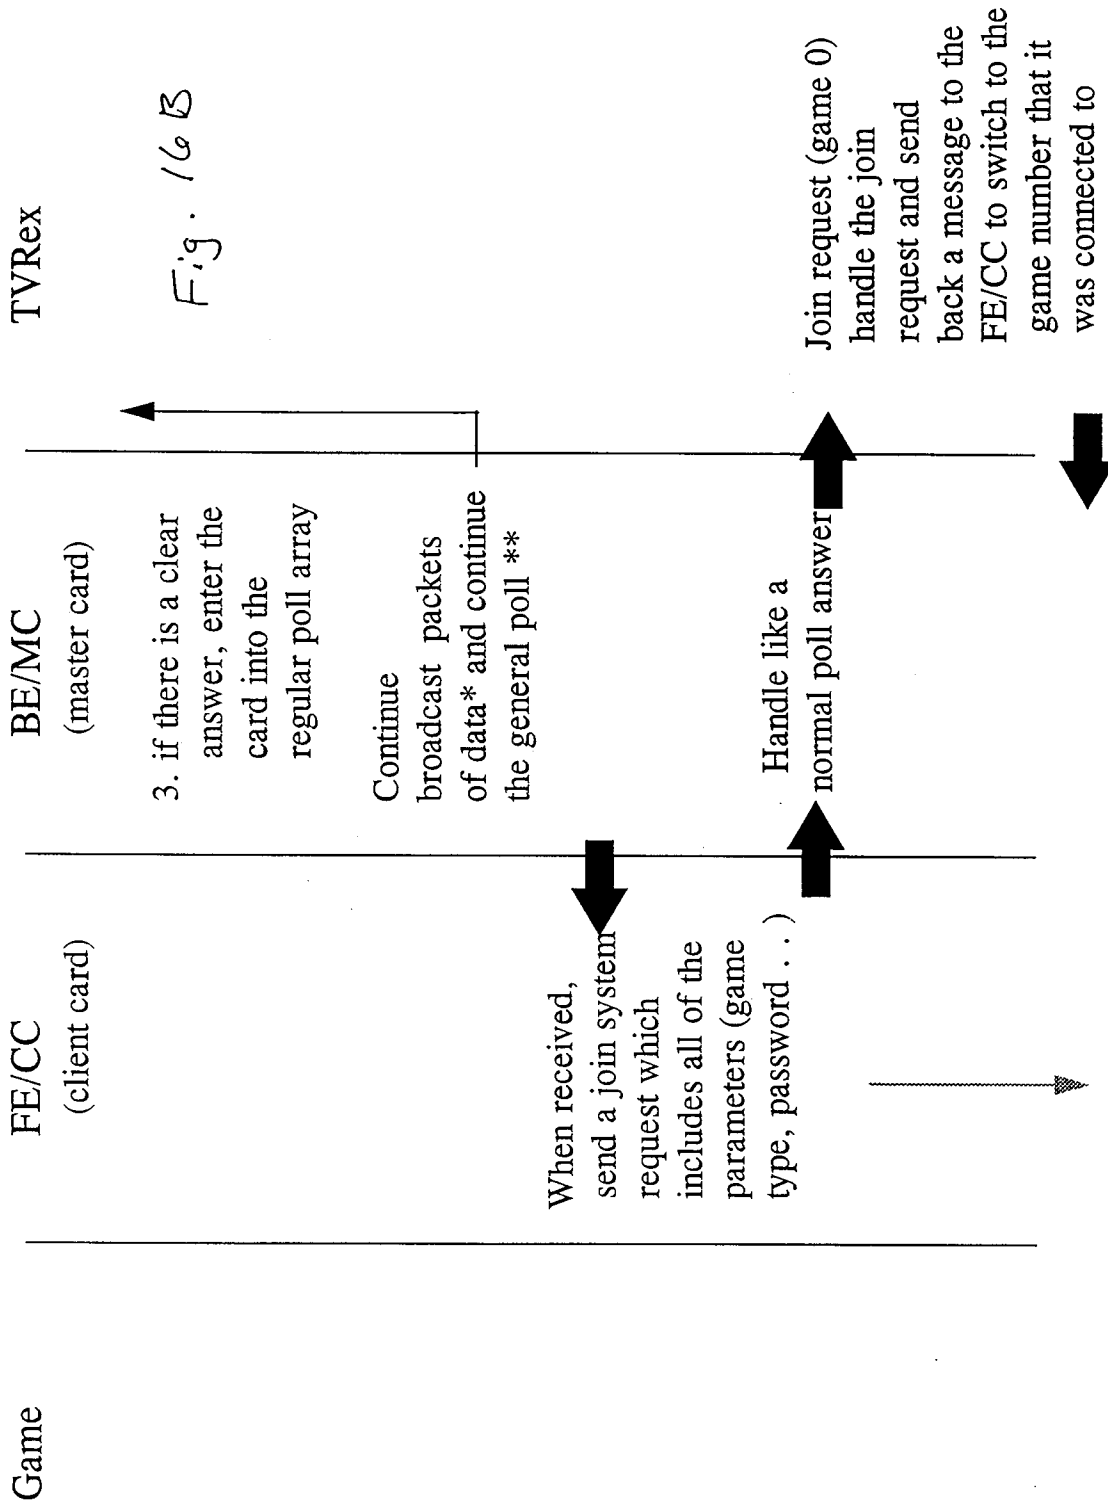 Game
FE/CC
(client card)
BE/MC
(master card)
TVRex
Fig. 16B
3. if there is a clear
answer, enter the
card into the
regular poll array
Continue
broadcast packets
of data* and continue
the general poll **
When received,
send a join system
request which
includes all of the
parameters (game
type, password . . )
Handle like a
normal poll answer
Join request (game 0)
handle the join
request and send
back a message to the
FE/CC to switch to the
game number that it
was connected to